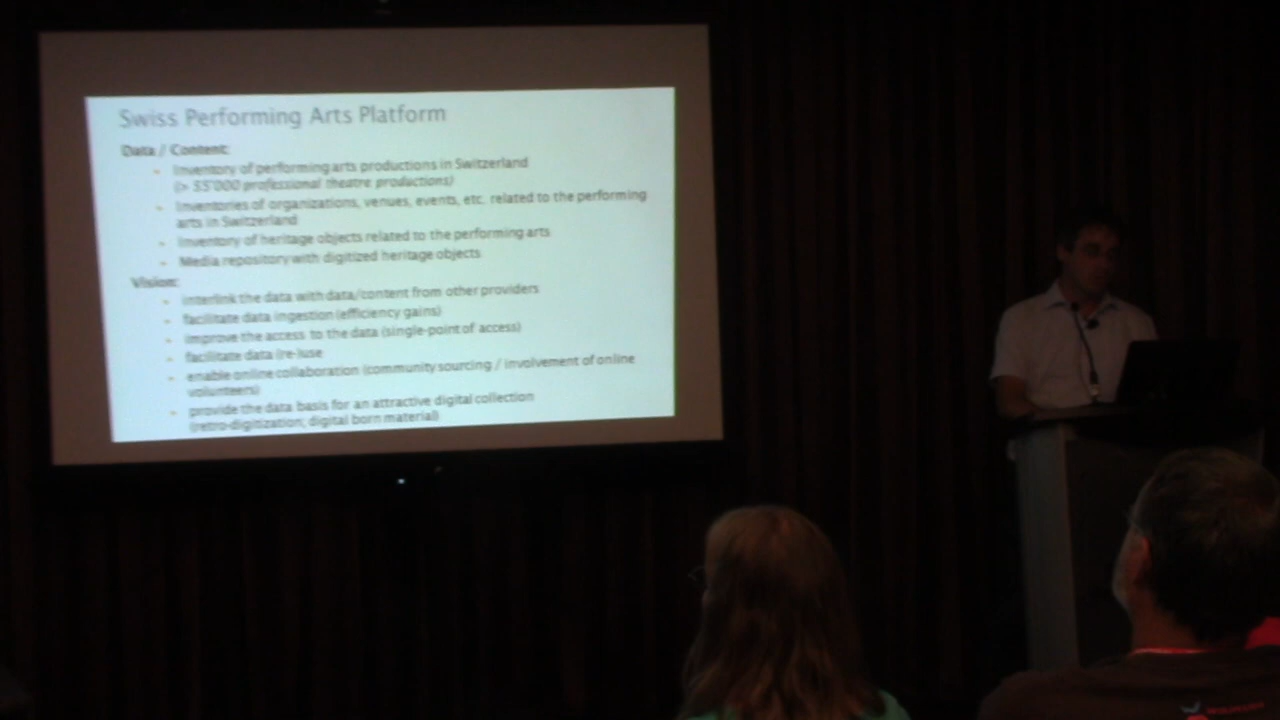 Swiss Performing Arts Platform
Data / Content:
Inventory of performing arts productions in Switzerland
(> 55'000 professional theatre productions)
Inventories of organizations, venues, events, etc. related to the performing
arts in Switzerland
Inventory of heritage objects related to the performing arts
Media repository with digitized heritage objects
Vision:
interlink the data with data/content from other providers
facilitate data ingestion (efficiency gains)
improve the access to the data (single-point of access)
facilitate data (re-)use
enable online collaboration (community sourcing / involvement of online
volunteers)
provide the data basis for an attractive digital collection
(retro-digitization; digital born material)